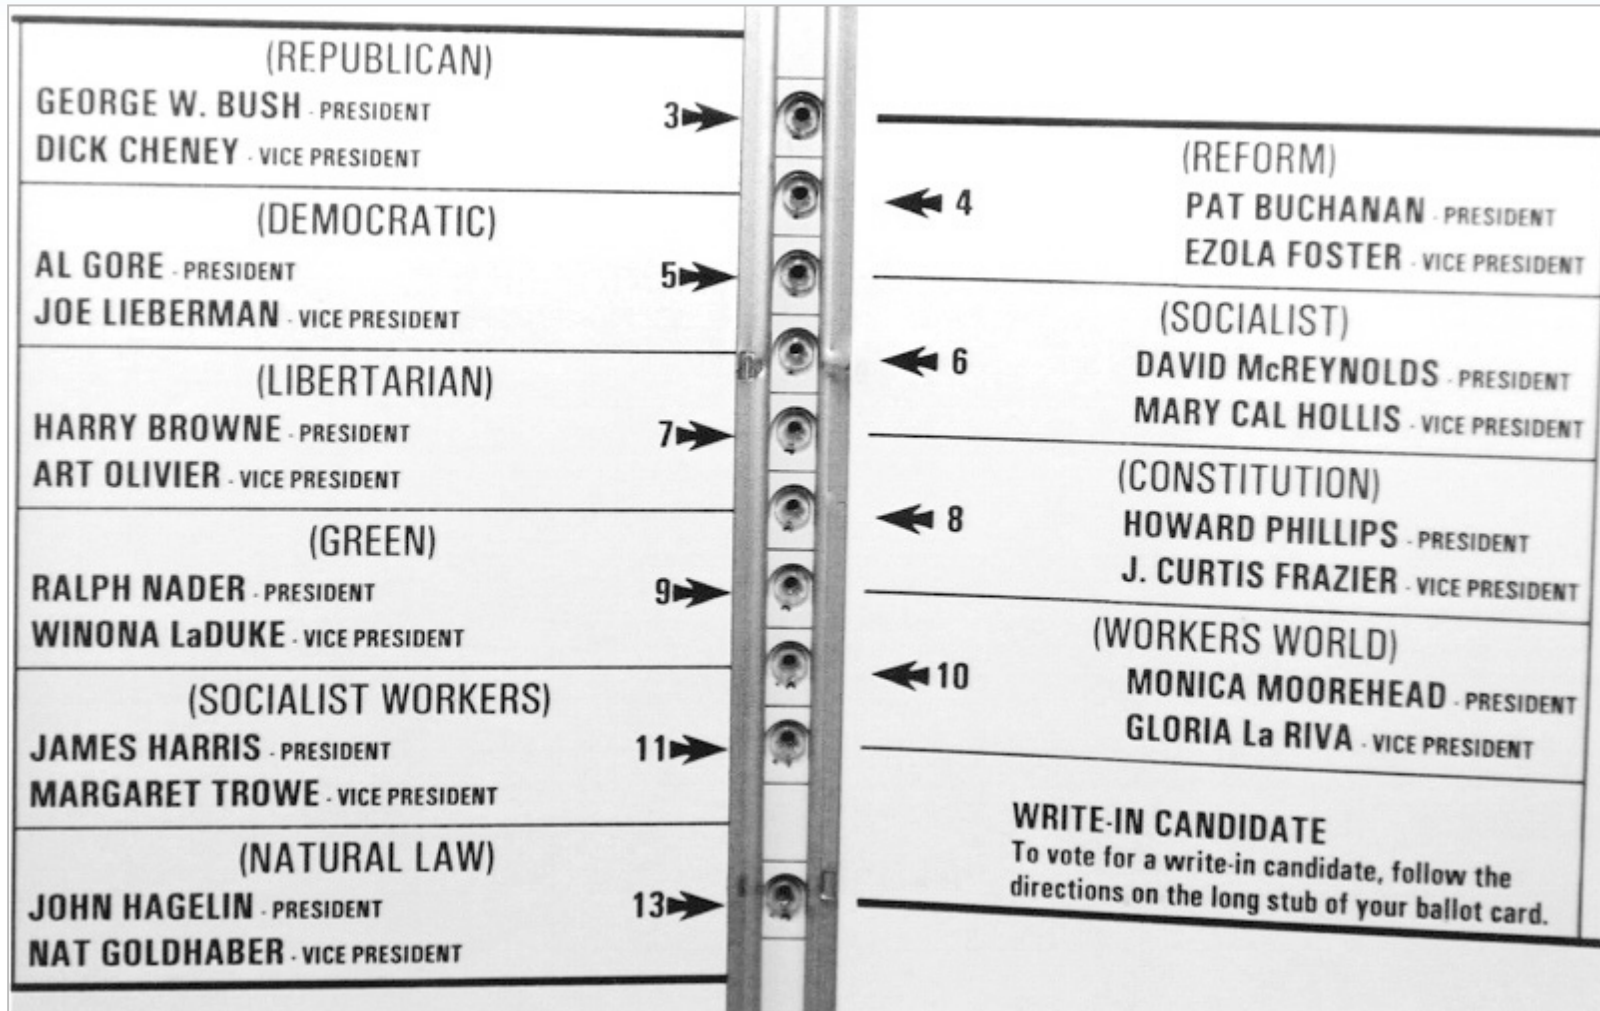 (REPUBLICAN)
GEORGE W. BUSH - PRESIDENT
DICK CHENEY - VICE PRESIDENT
3
(DEMOCRATIC)
AL GORE - PRESIDENT
JOE LIEBERMAN - VICE PRESIDENT
5
(LIBERTARIAN)
HARRY BROWNE - PRESIDENT
ART OLIVIER - VICE PRESIDENT
7
(GREEN)
RALPH NADER - PRESIDENT
WINONA LaDUKE - VICE PRESIDENT
9
(SOCIALIST WORKERS)
JAMES HARRIS - PRESIDENT
MARGARET TROWE - VICE PRESIDENT
11
(NATURAL LAW)
JOHN HAGELIN - PRESIDENT
NAT GOLDHABER - VICE PRESIDENT
13
(REFORM)
PAT BUCHANAN - PRESIDENT
EZOLA FOSTER - VICE PRESIDENT
4
(SOCIALIST)
DAVID McREYNOLDS - PRESIDENT
MARY CAL HOLLIS - VICE PRESIDENT
6
(CONSTITUTION)
HOWARD PHILLIPS - PRESIDENT
J. CURTIS FRAZIER - VICE PRESIDENT
8
(WORKERS WORLD)
MONICA MOOREHEAD - PRESIDENT
GLORIA La RIVA - VICE PRESIDENT
10
WRITE-IN CANDIDATE
To vote for a write-in candidate, follow the
directions on the long stub of your ballot card.